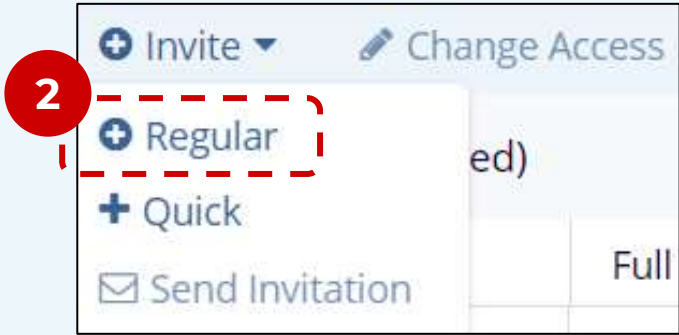 Invite Change Access
2
Regular
ed)
Quick
Full
Send Invitation